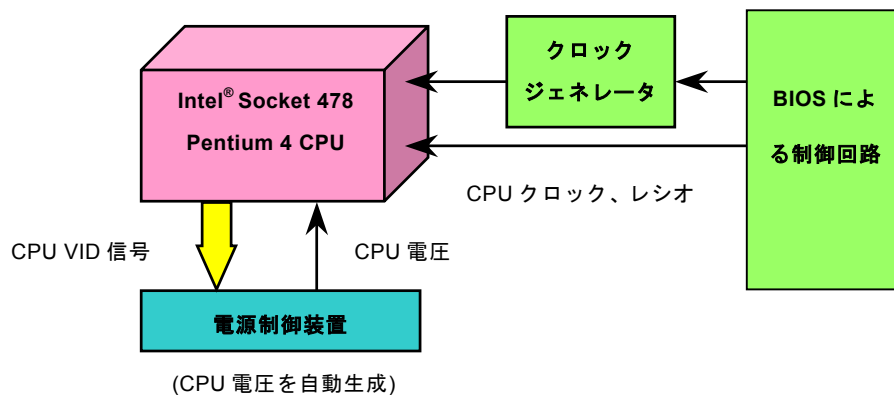 クロック
ジェネレータ
Intel® Socket 478
Pentium 4 CPU
BIOS によ
る制御回路
CPU クロック、レシオ
CPU VID 信号
CPU 電圧
電源制御装置
(CPU 電圧を自動生成)